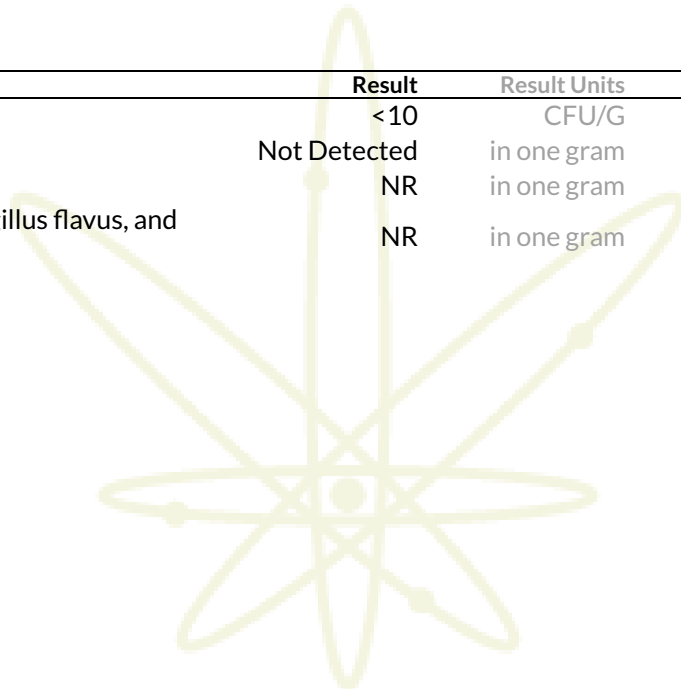 Result Result Units
<10 CFU/G
Not Detected in one gram
NR in one gram
illus flavus, and
NR in one gram